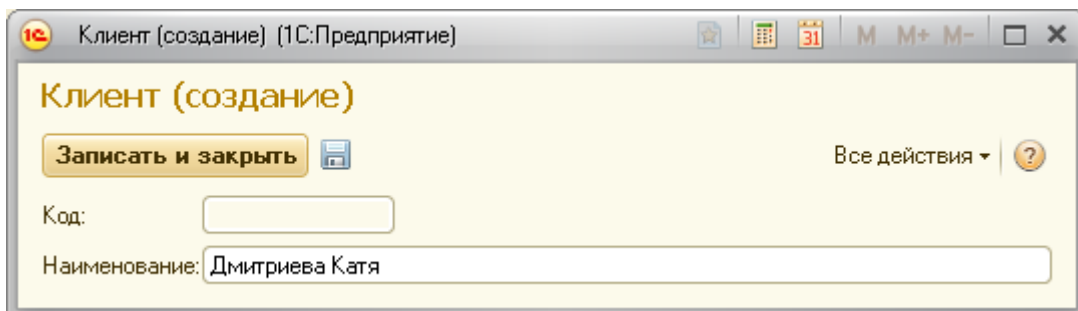 1С Клиент (создание) (1С:Предприятие) 31 M M+ M-
Клиент (создание)
Записать и закрыть Все действия ?
Код:
Наименование: Дмитриева Катя